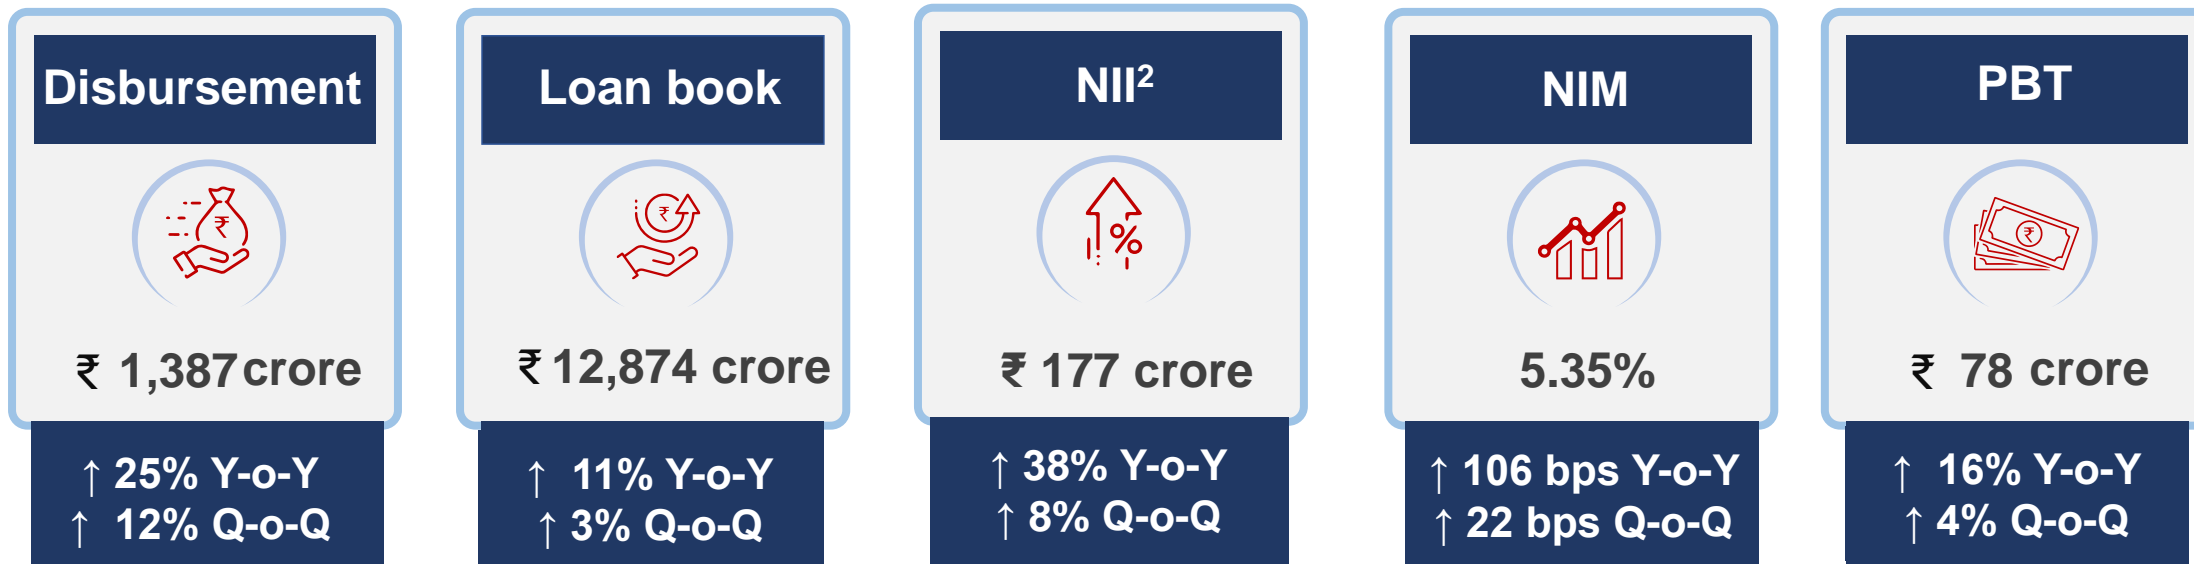 Disbursement
₹
₹ 1,387 crore
↑ 25% Y-o-Y
↑ 12% Q-o-Q
Loan book
₹
₹ 12,874 crore
↑ 11% Y-o-Y
↑ 3% Q-o-Q
NII²
%
₹ 177 crore
↑ 38% Y-o-Y
↑ 8% Q-o-Q
NIM
5.35%
↑ 106 bps Y-o-Y
↑ 22 bps Q-o-Q
PBT
₹
₹ 78 crore
↑ 16% Y-o-Y
↑ 4% Q-o-Q